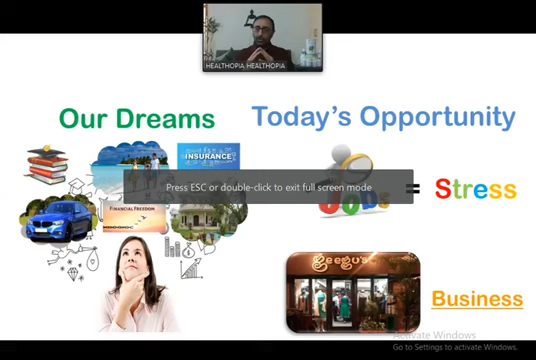 HEALTHOPIA HEALTHOPIA
Our Dreams
Today's Opportunity
INSURANCE
FINANCIAL FREEDOM
Press ESC or double-click to exit full screen mode
Jobs
= Stress
Business
Activate Windows
Go to Settings to activate Windows.